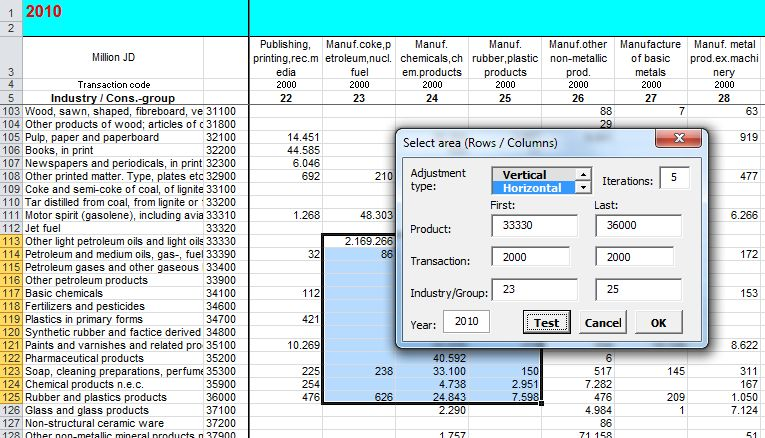 1 2010
2
Million JD Publishing, printing,rec.media Manuf.coke,petroleum,nucl.fuel Manuf. chemicals,chem.products Manuf. rubber,plastic products Manuf.other non-metallic prod. Manufacture of basic metals Manuf. metal prod.ex.machinery
3
4 Transaction code 2000 2000 2000 2000 2000 2000 2000
5 Industry / Cons.-group 22 23 24 25 26 27 28
103 Wood, sawn, shaped, fibreboard, ve 31100 88 7 63
104 Other products of wood; articles of c 31800 29
105 Pulp, paper and paperboard 32100 14.451 919
106 Books, in print 32200 44.585
107 Newspapers and periodicals, in print 32300 6.046
108 Other printed matter. Type, plates etc 32900 692 210 477
109 Coke and semi-coke of coal, of lignite 33100
110 Tar distilled from coal, from lignite or 33200
111 Motor spirit (gasolene), including avia 33310 1.268 48.303 6.266
112 Jet fuel 33320
113 Other light petroleum oils and light oils 33330 2.169.266
114 Petroleum and medium oils, gas-, fuel 33390 32 86 172
115 Petroleum gases and other gaseous 33400
116 Other petroleum products 33900
117 Basic chemicals 34100 112 153
118 Fertilizers and pesticides 34600
119 Plastics in primary forms 34700 421
120 Synthetic rubber and factice derived 34800
121 Paints and varnishes and related pro 35100 10.269 8.622
122 Pharmaceutical products 35200 40.592 6
123 Soap, cleaning preparations, perfume 35300 225 238 33.100 150 517 145 311
124 Chemical products n.e.c. 35900 254 4.738 2.951 7.282 167
125 Rubber and plastics products 36000 476 626 24.843 7.598 476 209 1.050
126 Glass and glass products 37100 2.290 4.984 1 7.124
127 Non-structural ceramic ware 37200 86
128 Other non-metallic mineral products n 37900 1.757 71.158 51
Select area (Rows / Columns)
Adjustment type: Vertical Horizontal Iterations: 5
First: Last:
Product: 33330 36000
Transaction: 2000 2000
Industry/Group: 23 25
Year: 2010 Test Cancel OK